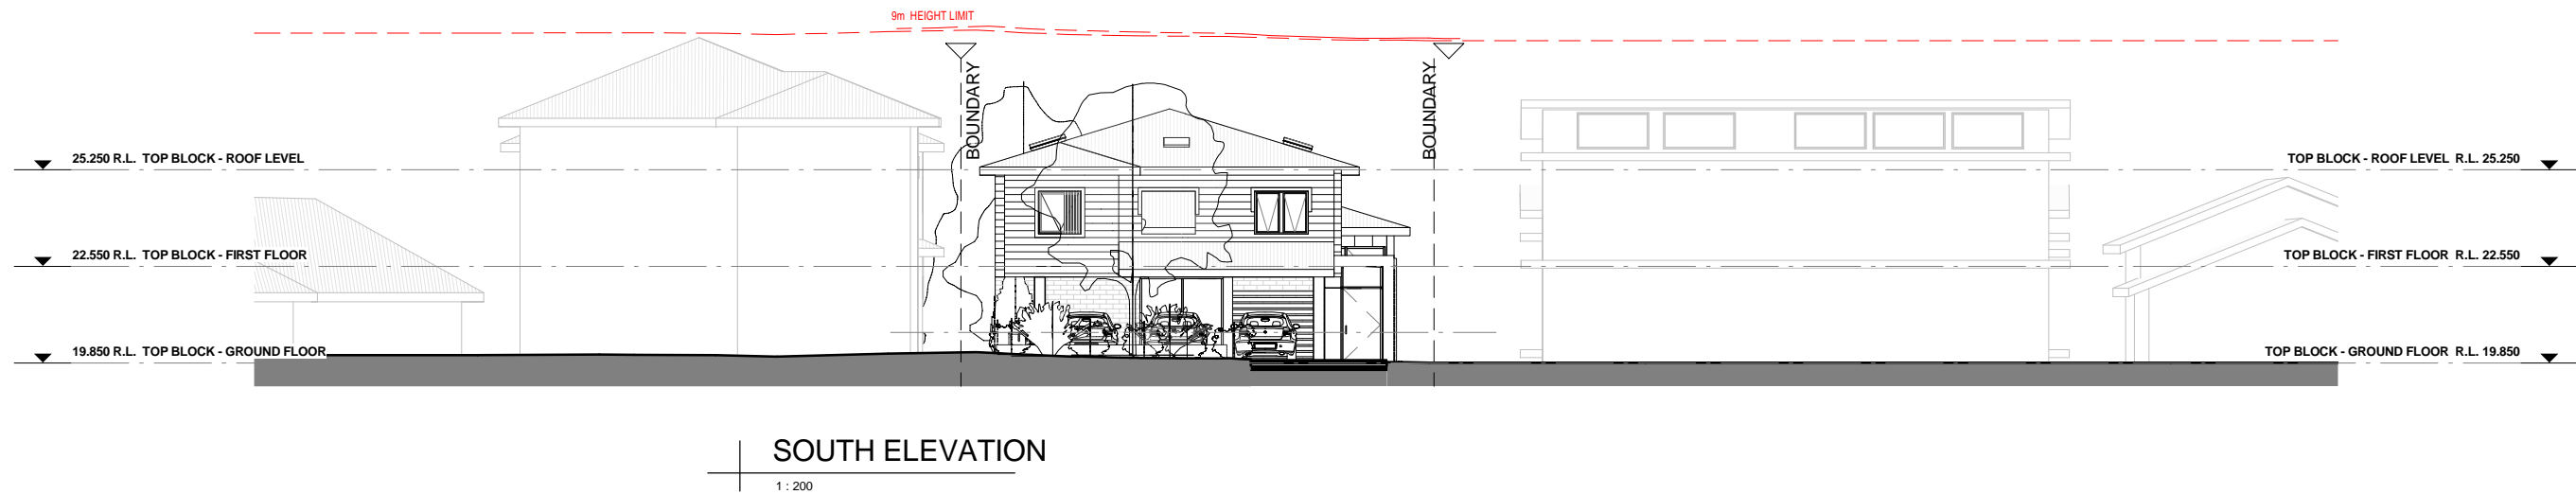 9m HEIGHT LIMIT
BOUNDARY
BOUNDARY
25.250 R.L. TOP BLOCK - ROOF LEVEL
TOP BLOCK - ROOF LEVEL R.L. 25.250
22.550 R.L. TOP BLOCK - FIRST FLOOR
TOP BLOCK - FIRST FLOOR R.L. 22.550
19.850 R.L. TOP BLOCK - GROUND FLOOR
TOP BLOCK - GROUND FLOOR R.L. 19.850
SOUTH ELEVATION
1 : 200